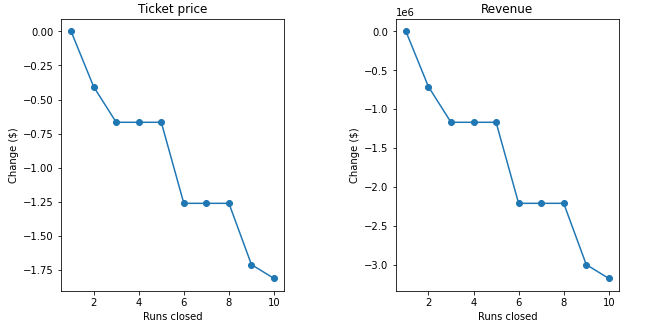 Ticket price
0.00
−0.25
−0.50
−0.75
−1.00
−1.25
−1.50
−1.75
Change ($)
2 4 6 8 10
Runs closed
Revenue
1e6
0.0
−0.5
−1.0
−1.5
−2.0
−2.5
−3.0
Change ($)
2 4 6 8 10
Runs closed